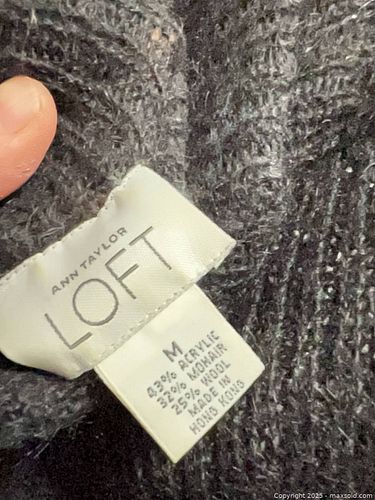 ANN TAYLOR
LOFT
M
43% ACRYLIC
32% MOHAIR
25% WOOL
MADE IN
HONG KONG
Copyright 2025 - maxsold.com